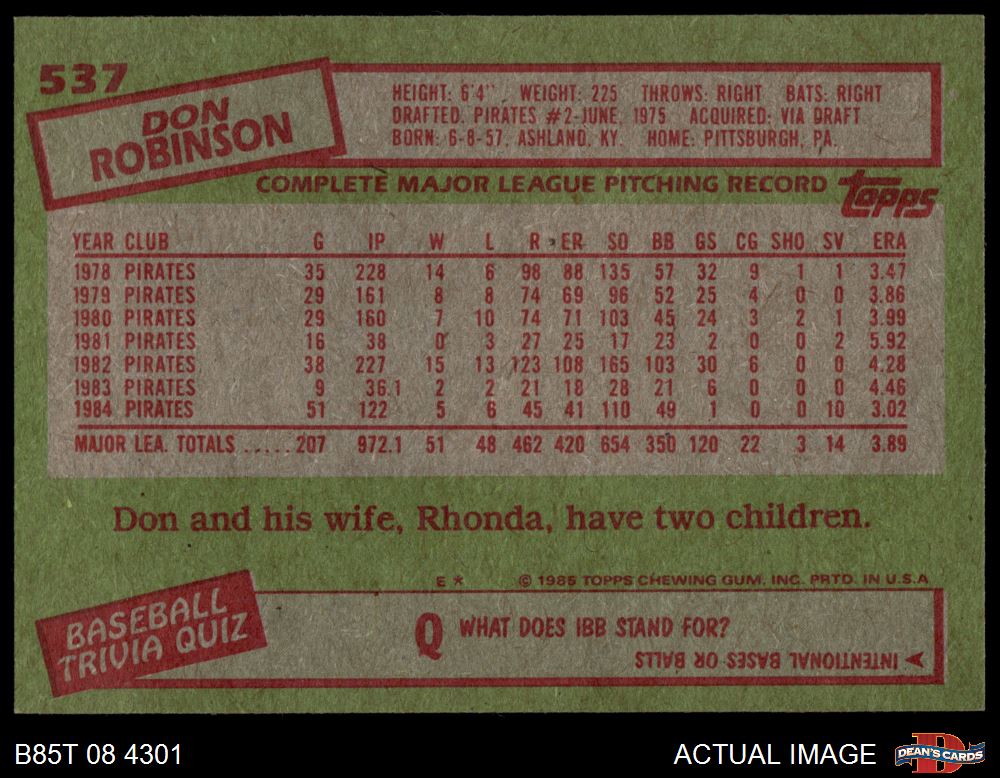 537
DON
ROBINSON
HEIGHT: 6'4" WEIGHT: 225 THROWS: RIGHT BATS: RIGHT
DRAFTED: PIRATES #2-JUNE, 1975 ACQUIRED: VIA DRAFT
BORN: 6-8-57, ASHLAND, KY. HOME: PITTSBURGH, PA.
COMPLETE MAJOR LEAGUE PITCHING RECORD topps
YEAR CLUB G IP W L R ER SO BB GS CG SHO SV ERA
1978 PIRATES 35 228 14 6 98 88 135 57 32 9 1 1 3.47
1979 PIRATES 29 161 8 8 74 69 96 52 25 4 0 0 3.86
1980 PIRATES 29 160 7 10 74 71 103 45 24 3 2 1 3.99
1981 PIRATES 16 38 0 3 27 25 17 23 2 0 0 2 5.92
1982 PIRATES 38 227 15 13 123 108 165 103 30 6 0 0 4.28
1983 PIRATES 9 36.1 2 2 21 18 28 21 6 0 0 0 4.46
1984 PIRATES 51 122 5 6 45 41 110 49 1 0 0 10 3.02
MAJOR LEA. TOTALS ..... 207 972.1 51 48 462 420 654 350 120 22 3 14 3.89
Don and his wife, Rhonda, have two children.
E * © 1985 TOPPS CHEWING GUM, INC. PRTD. IN U.S.A.
BASEBALL
TRIVIA QUIZ
Q WHAT DOES IBB STAND FOR?
INTENTIONAL BASES OR BALLS
B85T 08 4301
ACTUAL IMAGE
DEAN'S CARDS